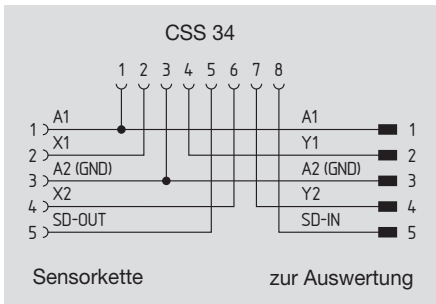 CSS 34
1 2 3 4 5 6 7 8
1 A1 A1 1
2 X1 Y1 2
3 A2 (GND) A2 (GND) 3
4 X2 Y2 4
5 SD-OUT SD-IN 5
Sensorkette zur Auswertung